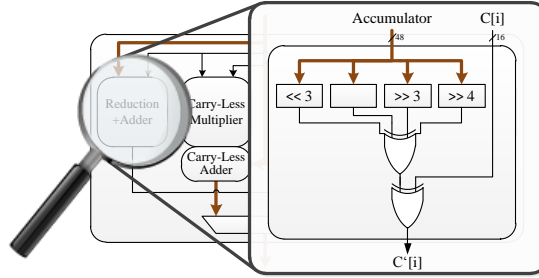 Accumulator
C[i]
48
16
Reduction
+Adder
Carry-Less
Multiplier
Carry-Less
Adder
<< 3
>> 3
>> 4
C'[i]